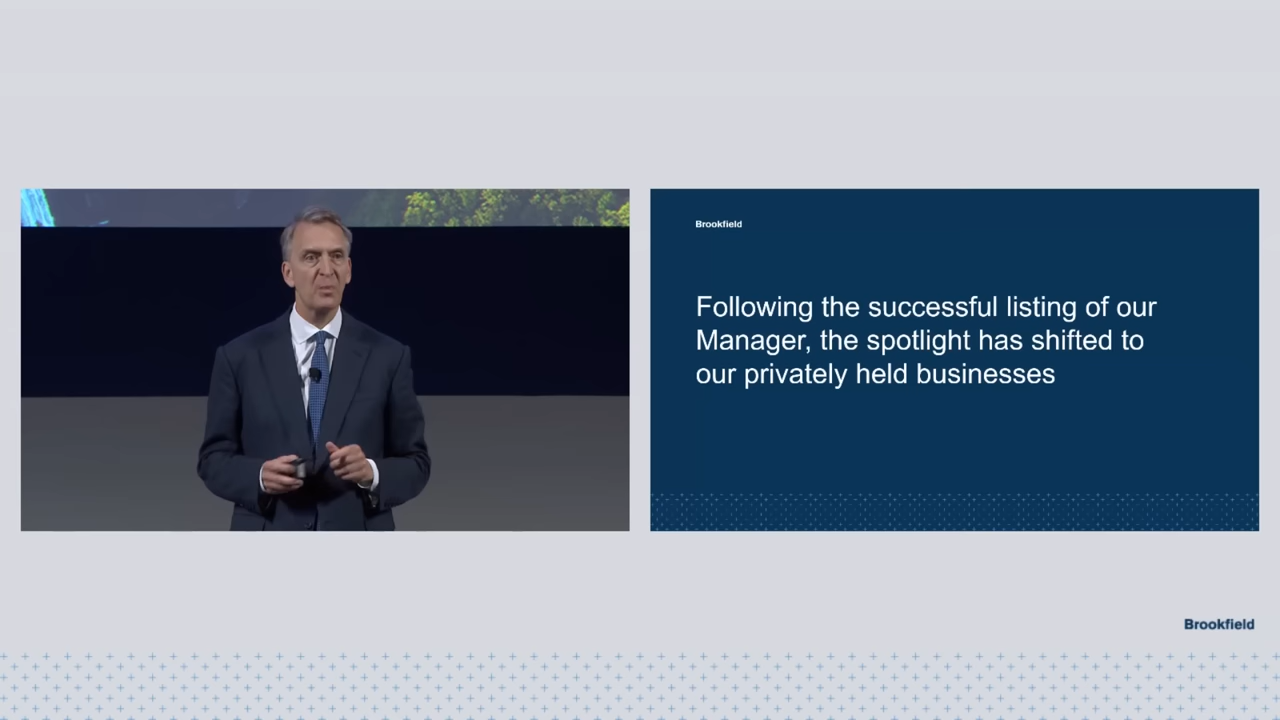 Brookfield
Following the successful listing of our
Manager, the spotlight has shifted to
our privately held businesses
Brookfield